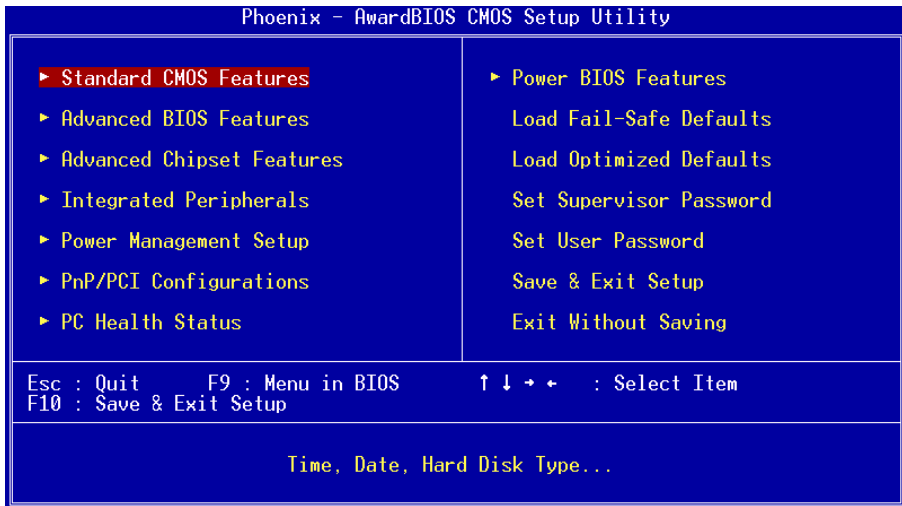 Phoenix - AwardBIOS CMOS Setup Utility
► Standard CMOS Features
► Advanced BIOS Features
► Advanced Chipset Features
► Integrated Peripherals
► Power Management Setup
► PnP/PCI Configurations
► PC Health Status
► Power BIOS Features
Load Fail-Safe Defaults
Load Optimized Defaults
Set Supervisor Password
Set User Password
Save & Exit Setup
Exit Without Saving
Esc : Quit F9 : Menu in BIOS ↑ ↓ → ← : Select Item
F10 : Save & Exit Setup
Time, Date, Hard Disk Type...